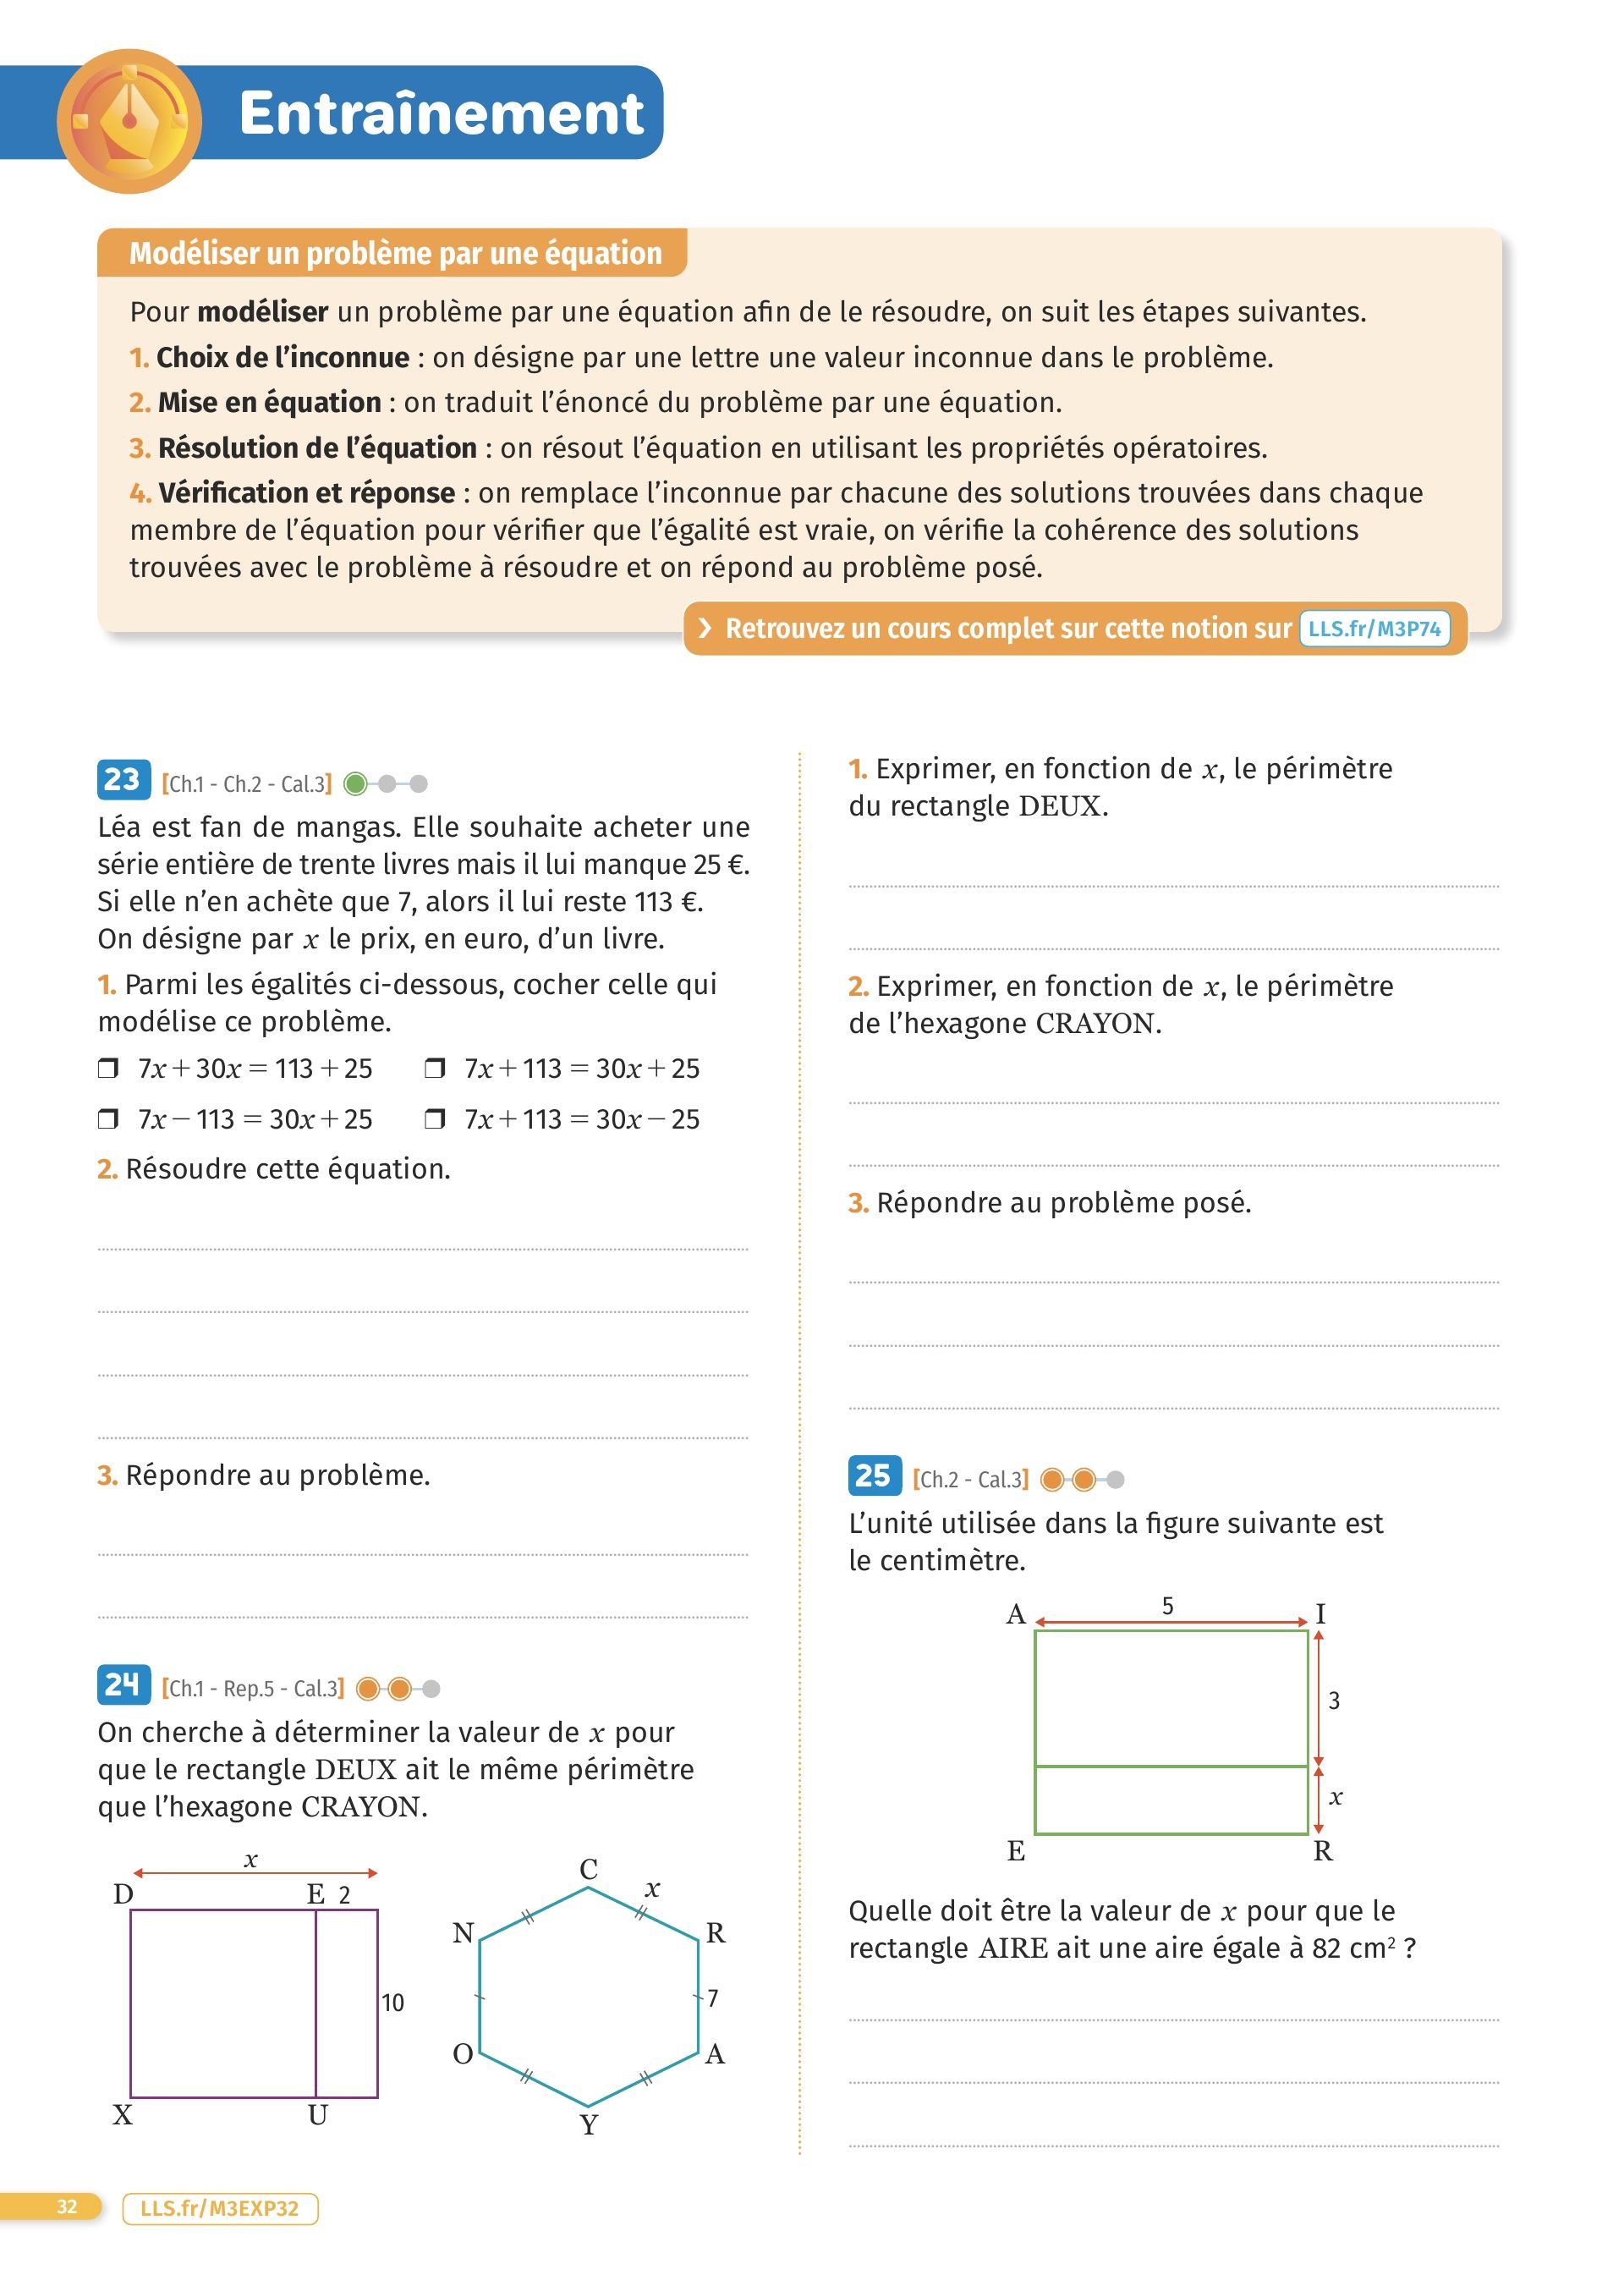 Entraînement
Modéliser un problème par une équation
Pour modéliser un problème par une équation afin de le résoudre, on suit les étapes suivantes.
1. Choix de l’inconnue : on désigne par une lettre une valeur inconnue dans le problème.
2. Mise en équation : on traduit l’énoncé du problème par une équation.
3. Résolution de l’équation : on résout l’équation en utilisant les propriétés opératoires.
4. Vérification et réponse : on remplace l’inconnue par chacune des solutions trouvées dans chaque
membre de l’équation pour vérifier que l’égalité est vraie, on vérifie la cohérence des solutions
trouvées avec le problème à résoudre et on répond au problème posé.
❯ Retrouvez un cours complet sur cette notion sur LLS.fr/M3P74
23 [Ch.1 - Ch.2 - Cal.3]
Léa est fan de mangas. Elle souhaite acheter une
série entière de trente livres mais il lui manque 25 €.
Si elle n’en achète que 7, alors il lui reste 113 €.
On désigne par x le prix, en euro, d’un livre.
1. Parmi les égalités ci-dessous, cocher celle qui
modélise ce problème.
❒ 7x + 30x = 113 + 25 ❒ 7x + 113 = 30x + 25
❒ 7x − 113 = 30x + 25 ❒ 7x + 113 = 30x − 25
2. Résoudre cette équation.
3. Répondre au problème.
24 [Ch.1 - Rep.5 - Cal.3]
On cherche à déterminer la valeur de x pour
que le rectangle DEUX ait le même périmètre
que l’hexagone CRAYON.
x
D E 2
10
X U
C
x
N R
7
O A
Y
1. Exprimer, en fonction de x, le périmètre
du rectangle DEUX.
2. Exprimer, en fonction de x, le périmètre
de l’hexagone CRAYON.
3. Répondre au problème posé.
25 [Ch.2 - Cal.3]
L’unité utilisée dans la figure suivante est
le centimètre.
A 5 I
3
x
E R
Quelle doit être la valeur de x pour que le
rectangle AIRE ait une aire égale à 82 cm² ?
32 LLS.fr/M3EXP32